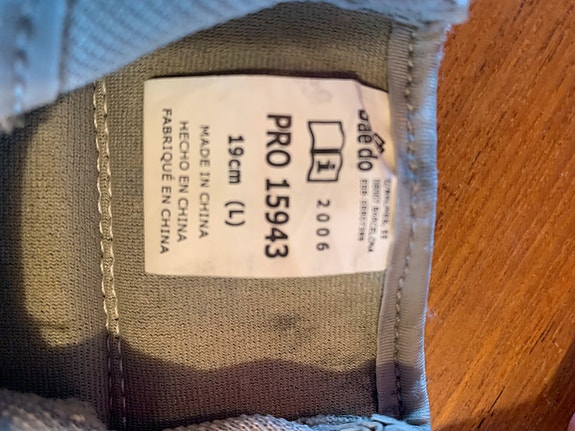 daedo
i 2006
PRO 15943
19cm (L)
MADE IN CHINA
HECHO EN CHINA
FABRIQUÉ EN CHINA